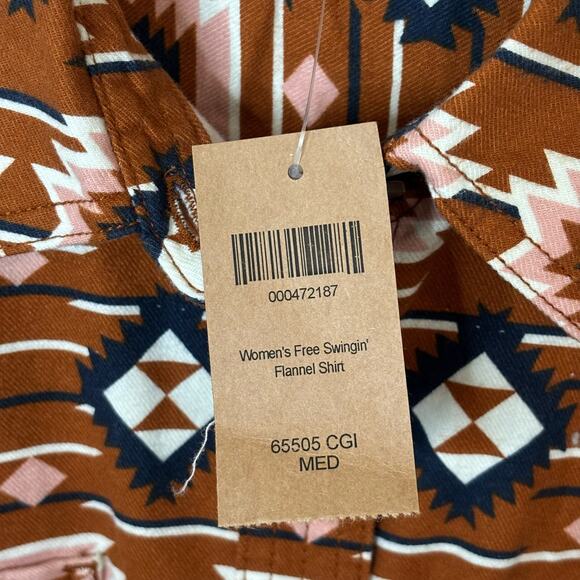 000472187
Women's Free Swingin'
Flannel Shirt
65505 CGI
MED